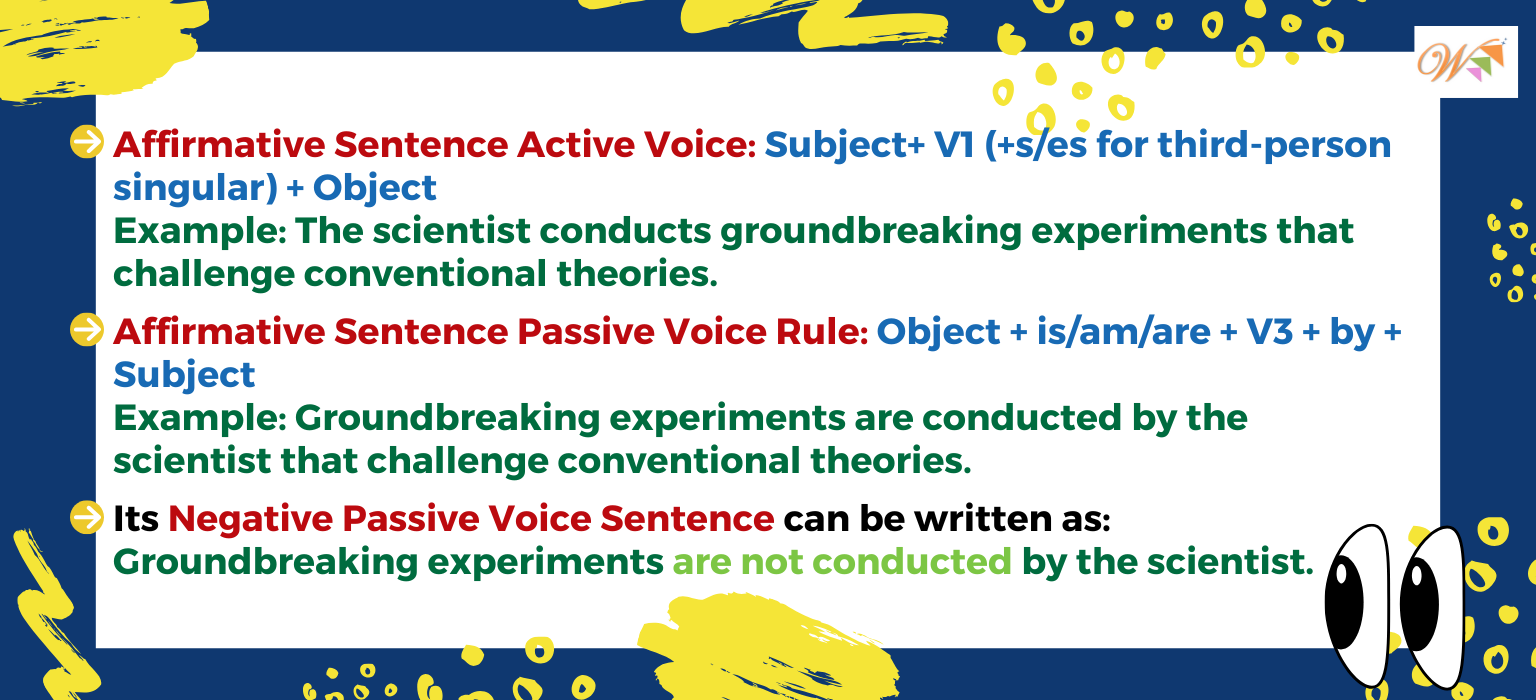 Affirmative Sentence Active Voice: Subject+ V1 (+s/es for third-person
singular) + Object
Example: The scientist conducts groundbreaking experiments that
challenge conventional theories.
Affirmative Sentence Passive Voice Rule: Object + is/am/are + V3 + by +
Subject
Example: Groundbreaking experiments are conducted by the
scientist that challenge conventional theories.
Its Negative Passive Voice Sentence can be written as:
Groundbreaking experiments are not conducted by the scientist.
W